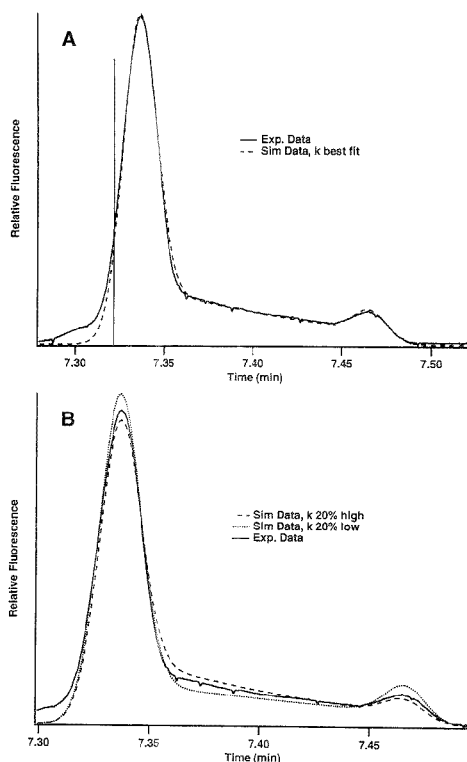 A
Relative Fluorescence
Exp. Data
Sim Data, k best fit
7.30 7.35 7.40 7.45 7.50
Time (min)
B
Relative Fluorescence
Sim Data, k 20% high
Sim Data, k 20% low
Exp. Data
7.30 7.35 7.40 7.45
Time (min)